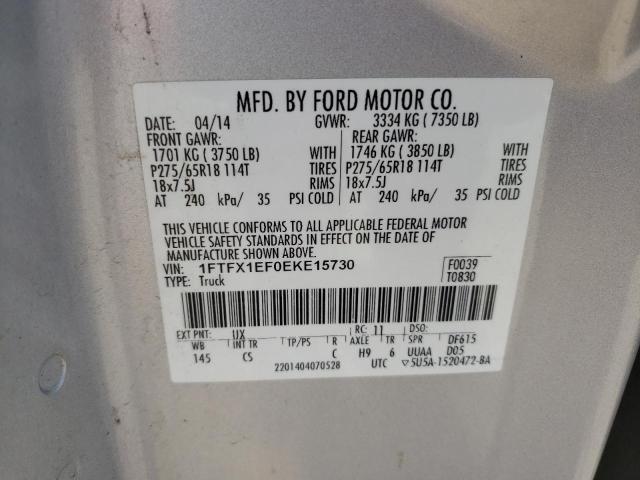 MFD. BY FORD MOTOR CO.
DATE: 04/14 GVWR: 3334 KG ( 7350 LB)
FRONT GAWR: REAR GAWR:
1701 KG ( 3750 LB) WITH 1746 KG ( 3850 LB) WITH
P275/65R18 114T TIRES P275/65R18 114T TIRES
18x7.5J RIMS 18x7.5J RIMS
AT 240 kPa/ 35 PSI COLD AT 240 kPa/ 35 PSI COLD
THIS VEHICLE CONFORMS TO ALL APPLICABLE FEDERAL MOTOR
VEHICLE SAFETY STANDARDS IN EFFECT ON THE DATE OF
MANUFACTURE SHOWN ABOVE.
VIN: 1FTFX1EF0EKE15730 F0039
TYPE: Truck T0830
EXT PNT: UX RC: 11 DSO:
WB INT TR TP/PS R AXLE TR SPR DF615
145 CS C H9 6 UUAA D05
2201404070528 UTC ▽5U5A-1520472-BA